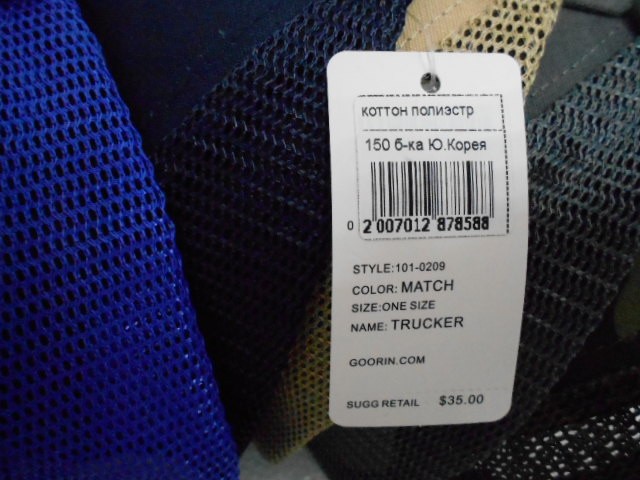 коттон полиэстр
150 б-ка Ю.Корея
0 2 007012 878588
STYLE:101-0209
COLOR: MATCH
SIZE:ONE SIZE
NAME: TRUCKER
GOORIN.COM
SUGG RETAIL $35.00